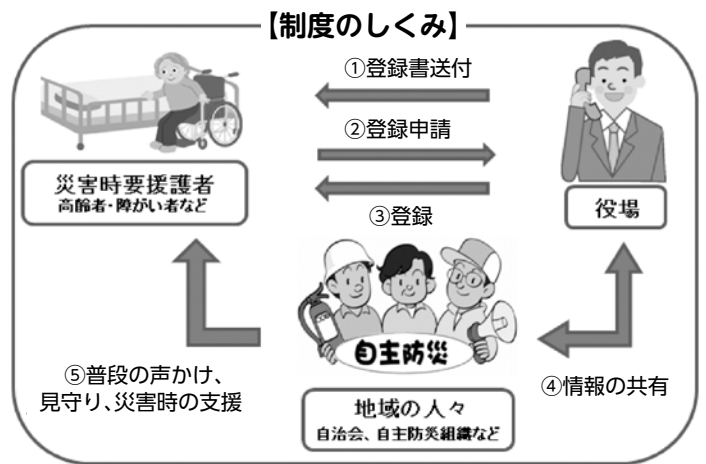 【制度のしくみ】
①登録書送付
②登録申請
災害時要援護者
高齢者・障がい者など
役場
③登録
自主防災
⑤普段の声かけ、
見守り、災害時の支援
④情報の共有
地域の人々
自治会、自主防災組織など